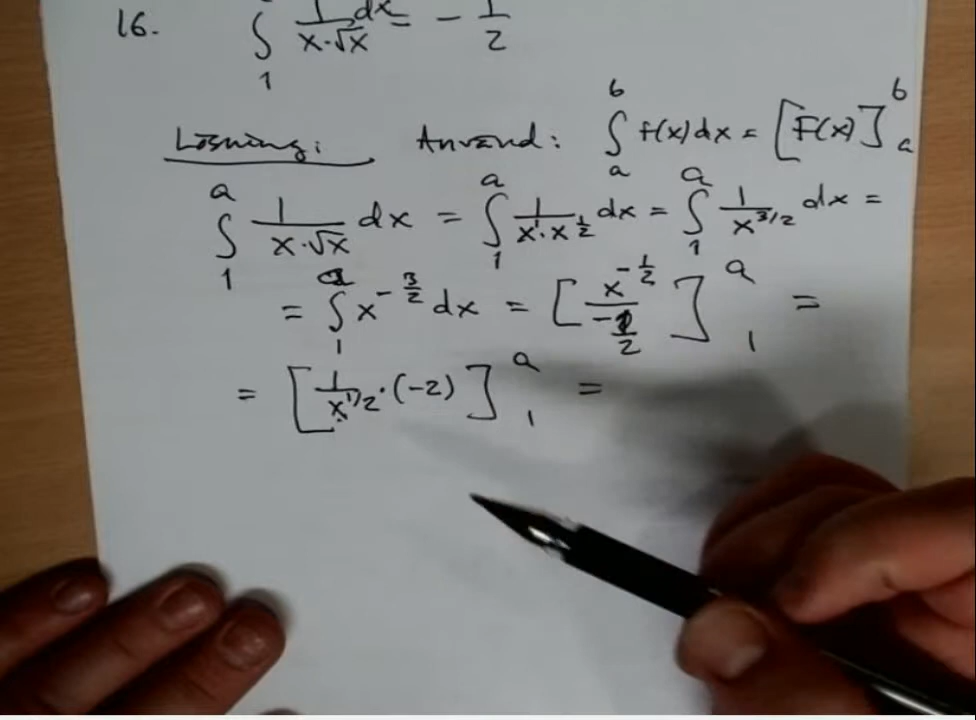 16. ∫₁ 1/(x·√x) dx = - 1/2
Lösning: Använd: ∫ₐᵇ f(x)dx = [F(x)]ₐᵇ
∫₁ᵃ 1/(x·√x) dx = ∫₁ᵃ 1/(x¹·x^(1/2)) dx = ∫₁ᵃ 1/x^(3/2) dx =
= ∫₁ᵃ x^(-3/2) dx = [x^(-1/2)/(-1/2)]₁ᵃ =
= [1/x^(1/2)·(-2)]₁ᵃ =